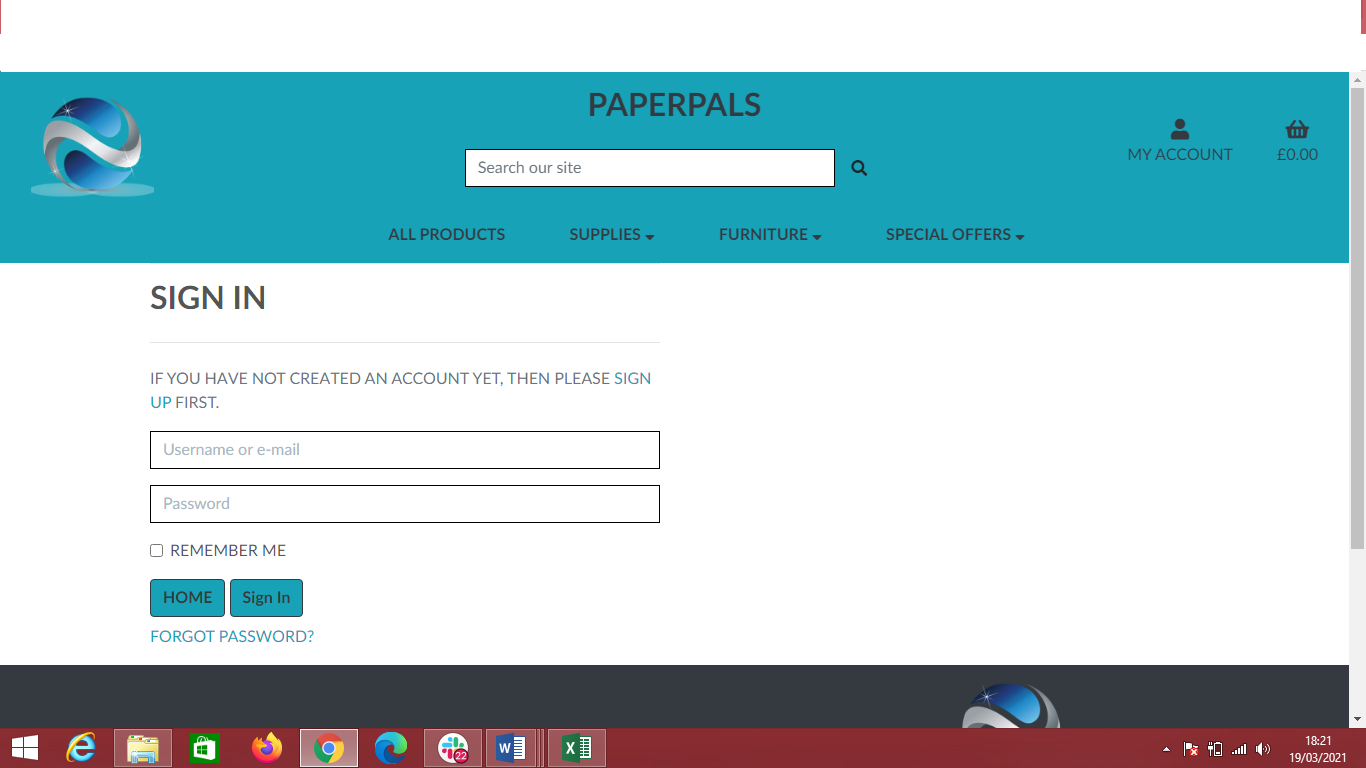 PAPERPALS
Search our site
MY ACCOUNT
£0.00
ALL PRODUCTS
SUPPLIES
FURNITURE
SPECIAL OFFERS
SIGN IN
IF YOU HAVE NOT CREATED AN ACCOUNT YET, THEN PLEASE SIGN
UP FIRST.
Username or e-mail
Password
REMEMBER ME
HOME
Sign In
FORGOT PASSWORD?
22
18:21
19/03/2021